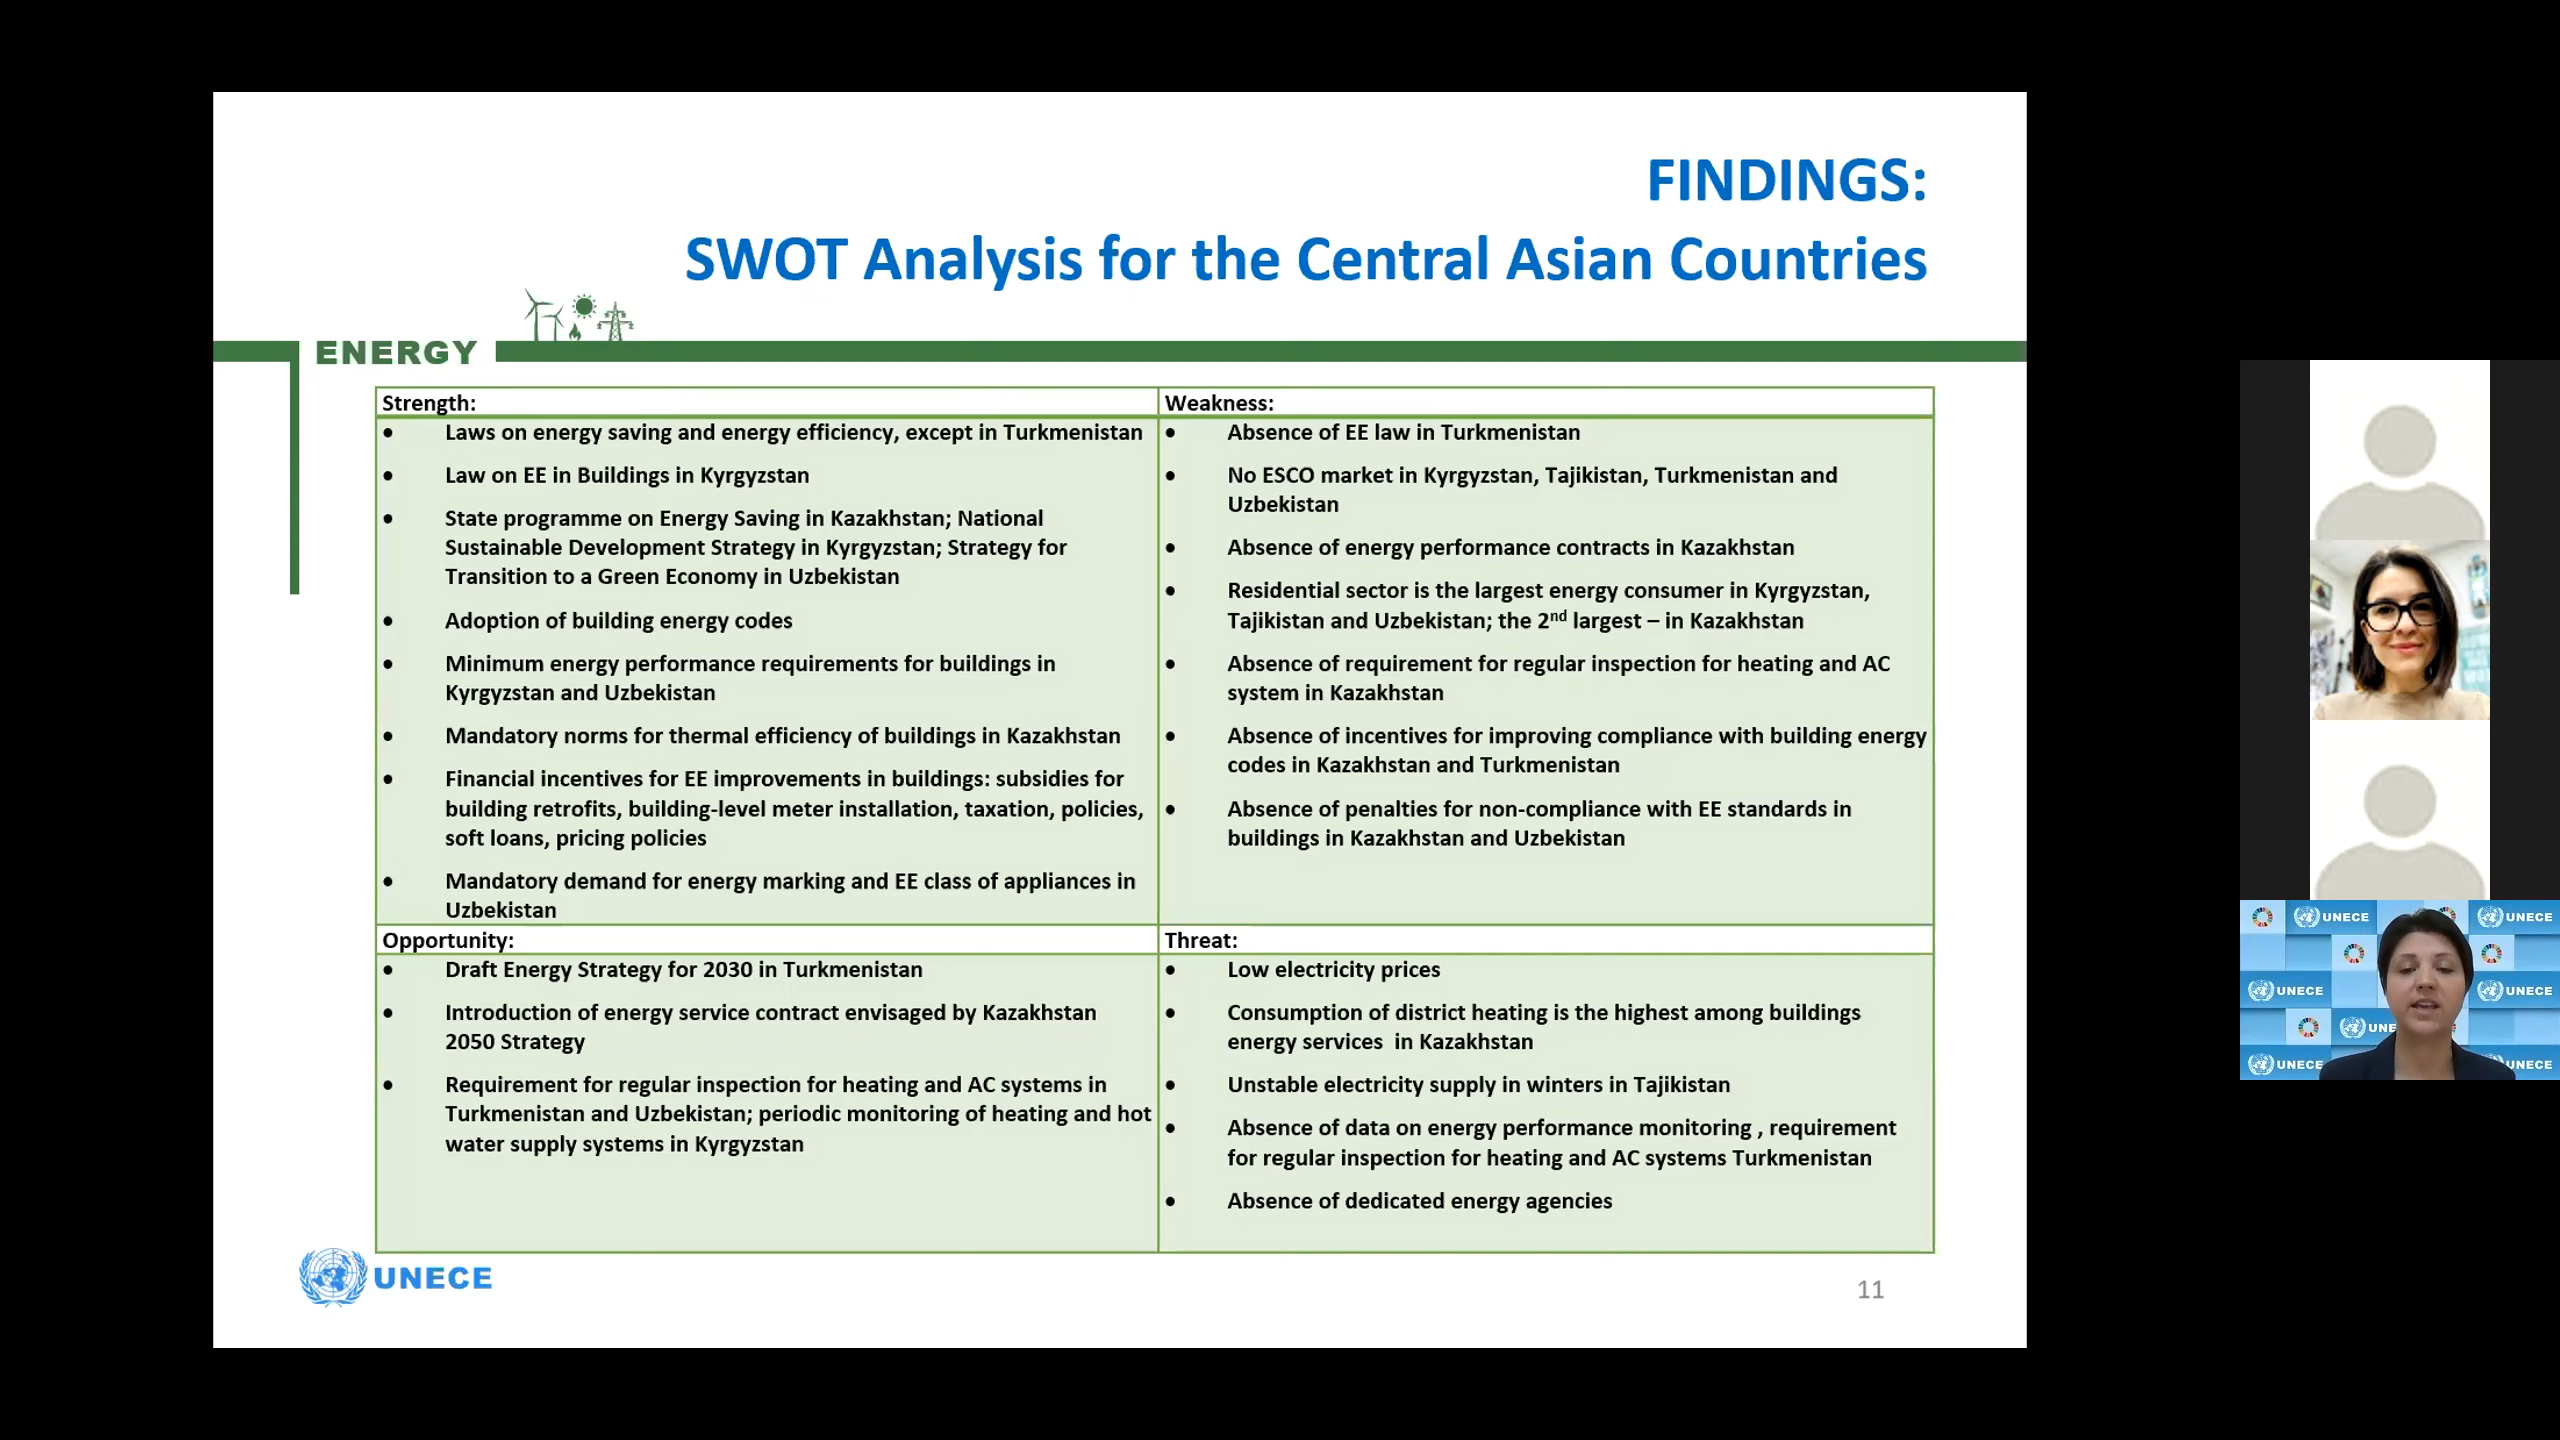 FINDINGS:
SWOT Analysis for the Central Asian Countries
ENERGY
Strength:
• Laws on energy saving and energy efficiency, except in Turkmenistan
• Law on EE in Buildings in Kyrgyzstan
• State programme on Energy Saving in Kazakhstan; National
Sustainable Development Strategy in Kyrgyzstan; Strategy for
Transition to a Green Economy in Uzbekistan
• Adoption of building energy codes
• Minimum energy performance requirements for buildings in
Kyrgyzstan and Uzbekistan
• Mandatory norms for thermal efficiency of buildings in Kazakhstan
• Financial incentives for EE improvements in buildings: subsidies for
building retrofits, building-level meter installation, taxation, policies,
soft loans, pricing policies
• Mandatory demand for energy marking and EE class of appliances in
Uzbekistan
Weakness:
• Absence of EE law in Turkmenistan
• No ESCO market in Kyrgyzstan, Tajikistan, Turkmenistan and
Uzbekistan
• Absence of energy performance contracts in Kazakhstan
• Residential sector is the largest energy consumer in Kyrgyzstan,
Tajikistan and Uzbekistan; the 2nd largest – in Kazakhstan
• Absence of requirement for regular inspection for heating and AC
system in Kazakhstan
• Absence of incentives for improving compliance with building energy
codes in Kazakhstan and Turkmenistan
• Absence of penalties for non-compliance with EE standards in
buildings in Kazakhstan and Uzbekistan
Opportunity:
• Draft Energy Strategy for 2030 in Turkmenistan
• Introduction of energy service contract envisaged by Kazakhstan
2050 Strategy
• Requirement for regular inspection for heating and AC systems in
Turkmenistan and Uzbekistan; periodic monitoring of heating and hot
water supply systems in Kyrgyzstan
Threat:
• Low electricity prices
• Consumption of district heating is the highest among buildings
energy services in Kazakhstan
• Unstable electricity supply in winters in Tajikistan
• Absence of data on energy performance monitoring , requirement
for regular inspection for heating and AC systems Turkmenistan
• Absence of dedicated energy agencies
UNECE
11
UNECE UNECE
UNECE UNECE
UNE
UNECE UNECE